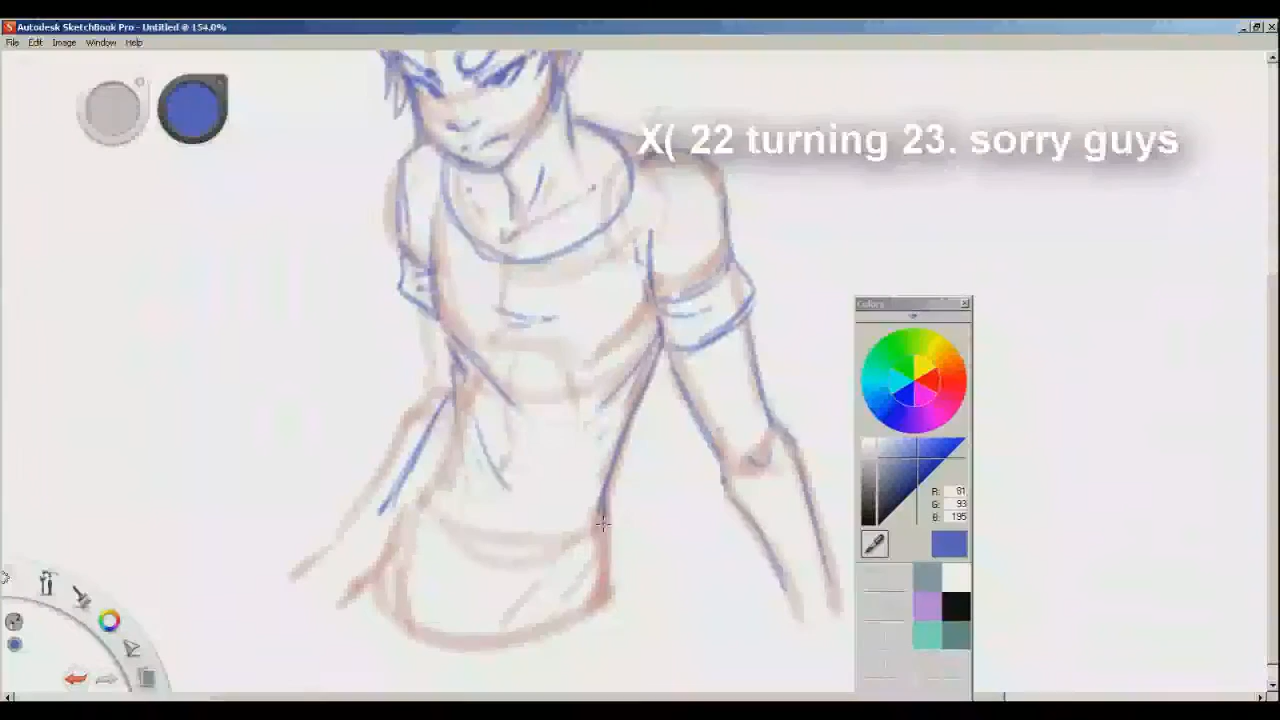 Autodesk SketchBook Pro - Untitled @ 154.0%
File Edit Image Window Help
X( 22 turning 23. sorry guys
Colors
R: 81
G: 93
B: 195